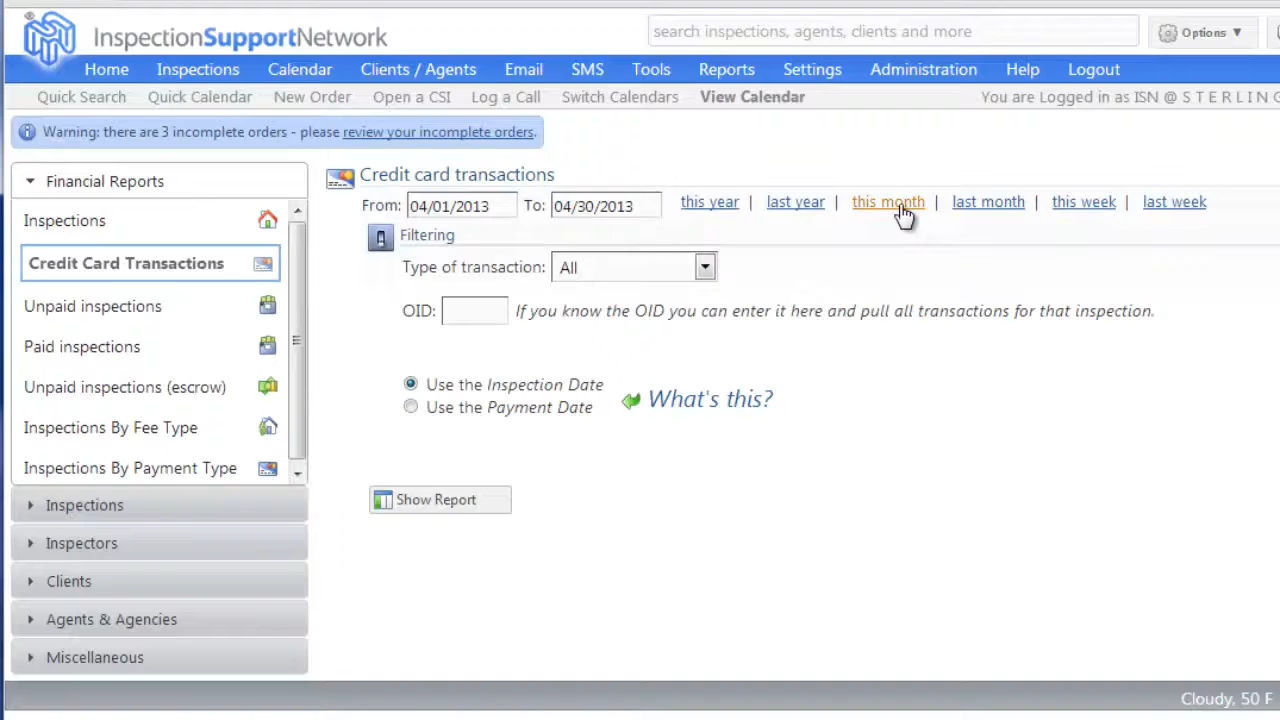 InspectionSupportNetwork
search inspections, agents, clients and more
Options ▼
Home Inspections Calendar Clients / Agents Email SMS Tools Reports Settings Administration Help Logout
Quick Search Quick Calendar New Order Open a CSI Log a Call Switch Calendars View Calendar You are Logged in as ISN @ S T E R L I N G
Warning: there are 3 incomplete orders - please review your incomplete orders.
Financial Reports
Inspections
Credit Card Transactions
Unpaid inspections
Paid inspections
Unpaid inspections (escrow)
Inspections By Fee Type
Inspections By Payment Type
Inspections
Inspectors
Clients
Agents & Agencies
Miscellaneous
Credit card transactions
From: 04/01/2013 To: 04/30/2013 this year | last year | this month | last month | this week | last week
Filtering
Type of transaction: All
OID: If you know the OID you can enter it here and pull all transactions for that inspection.
Use the Inspection Date
Use the Payment Date
What's this?
Show Report
Cloudy, 50 F